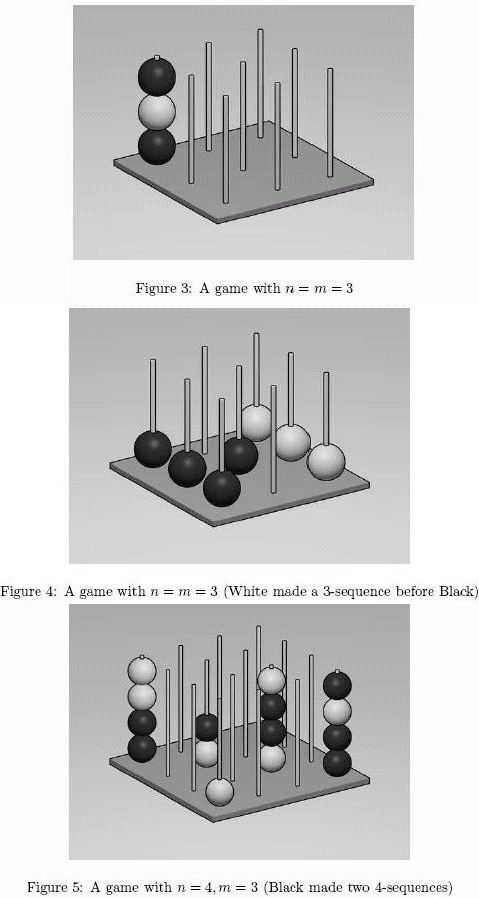 Figure 3: A game with n = m = 3
Figure 4: A game with n = m = 3 (White made a 3-sequence before Black)
Figure 5: A game with n = 4, m = 3 (Black made two 4-sequences)